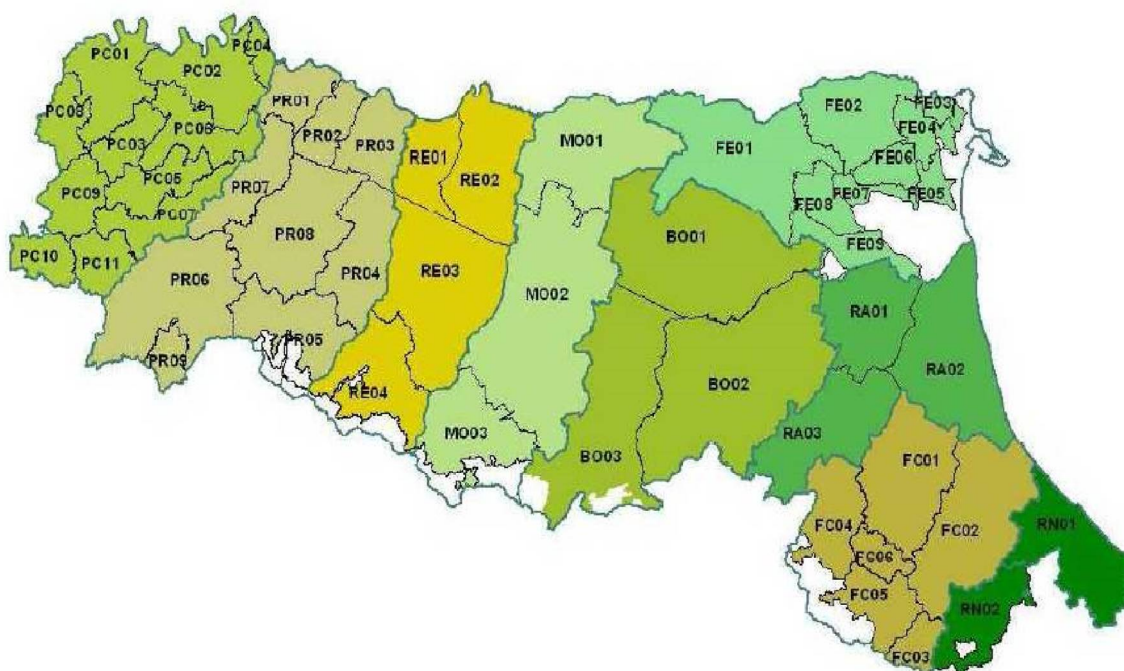 PC01
PC02
PC04
PC08
PC03
PC06
PC05
PC09
PC07
PC10
PC11
PR01
PR02
PR03
PR07
PR08
PR04
PR06
PR05
PR09
RE01
RE02
RE03
RE04
MO01
MO02
MO03
BO01
BO02
BO03
FE01
FE02
FE03
FE04
FE06
FE05
FE07
FE08
FE09
RA01
RA02
RA03
FC01
FC02
FC04
FC06
FC05
FC03
RN01
RN02